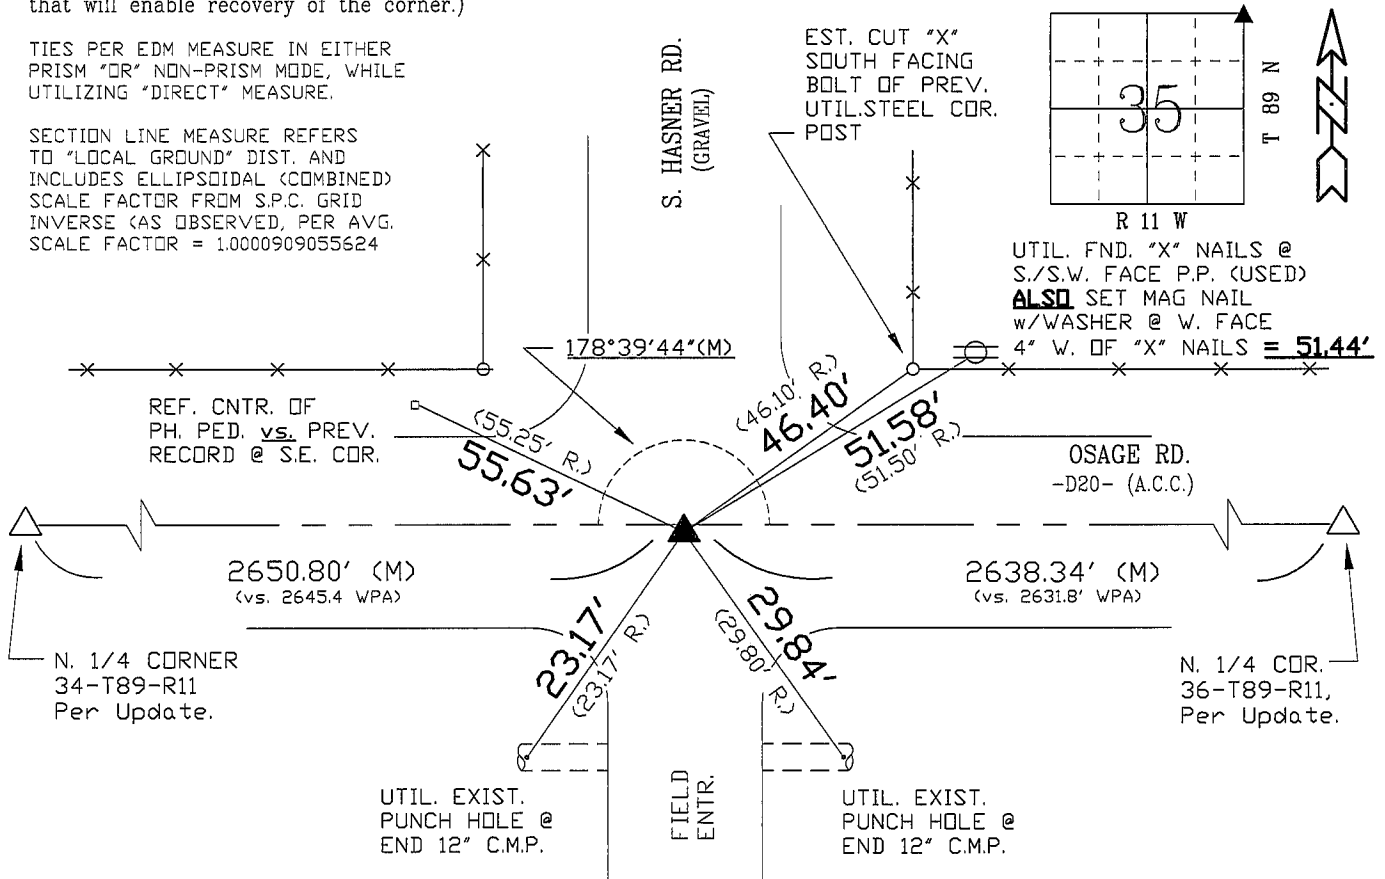 that will enable recovery of the corner.)
TIES PER EDM MEASURE IN EITHER
PRISM "OR" NON-PRISM MODE, WHILE
UTILIZING "DIRECT" MEASURE.
SECTION LINE MEASURE REFERS
TO "LOCAL GROUND" DIST. AND
INCLUDES ELLIPSOIDAL (COMBINED)
SCALE FACTOR FROM S.P.C. GRID
INVERSE (AS OBSERVED, PER AVG.
SCALE FACTOR = 1.0000909055624
S. HASNER RD.
(GRAVEL)
EST. CUT "X"
SOUTH FACING
BOLT OF PREV.
UTIL.STEEL COR.
POST
35
T 89 N
R 11 W
N
UTIL. FND. "X" NAILS @
S./S.W. FACE P.P. (USED)
ALSO SET MAG NAIL
w/WASHER @ W. FACE
4" W. OF "X" NAILS = 51.44'
178°39'44"(M)
REF. CNTR. OF
PH. PED. vs. PREV.
RECORD @ S.E. COR.
(55.25' R.)
55.63'
(46.10' R.)
46.40'
51.58'
(51.50' R.)
OSAGE RD.
-D20- (A.C.C.)
2650.80' (M)
(vs. 2645.4 WPA)
2638.34' (M)
(vs. 2631.8' WPA)
23.17'
(23.17' R.)
29.84'
(29.80' R.)
N. 1/4 CORNER
34-T89-R11
Per Update.
N. 1/4 COR.
36-T89-R11,
Per Update.
UTIL. EXIST.
PUNCH HOLE @
END 12" C.M.P.
FIELD
ENTR.
UTIL. EXIST.
PUNCH HOLE @
END 12" C.M.P.